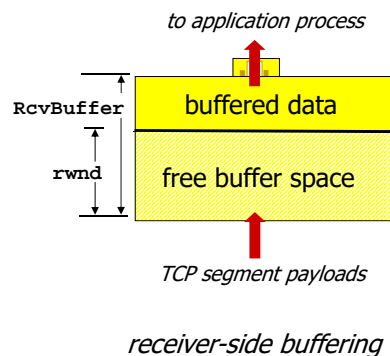 to application process
RcvBuffer
buffered data
rwnd
free buffer space
TCP segment payloads
receiver-side buffering